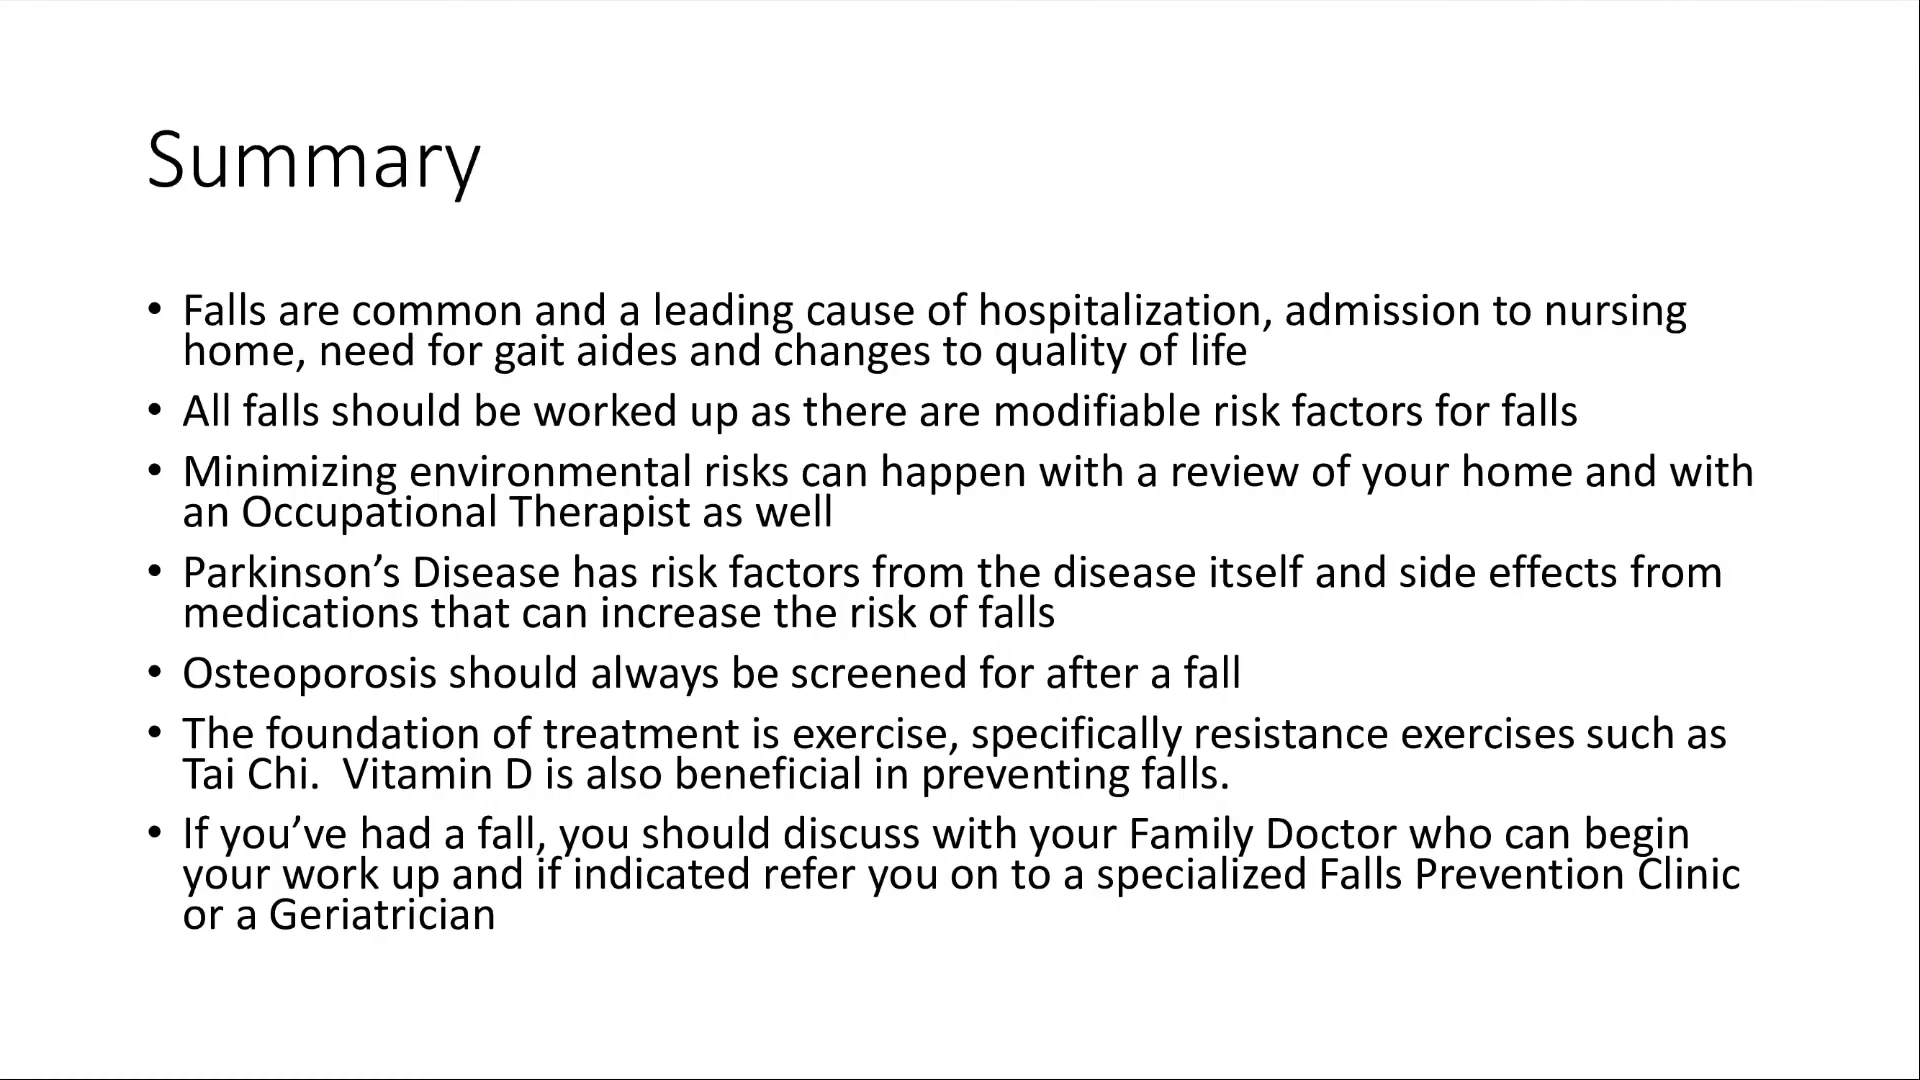 Summary
• Falls are common and a leading cause of hospitalization, admission to nursing
home, need for gait aides and changes to quality of life
• All falls should be worked up as there are modifiable risk factors for falls
• Minimizing environmental risks can happen with a review of your home and with
an Occupational Therapist as well
• Parkinson’s Disease has risk factors from the disease itself and side effects from
medications that can increase the risk of falls
• Osteoporosis should always be screened for after a fall
• The foundation of treatment is exercise, specifically resistance exercises such as
Tai Chi.  Vitamin D is also beneficial in preventing falls.
• If you’ve had a fall, you should discuss with your Family Doctor who can begin
your work up and if indicated refer you on to a specialized Falls Prevention Clinic
or a Geriatrician